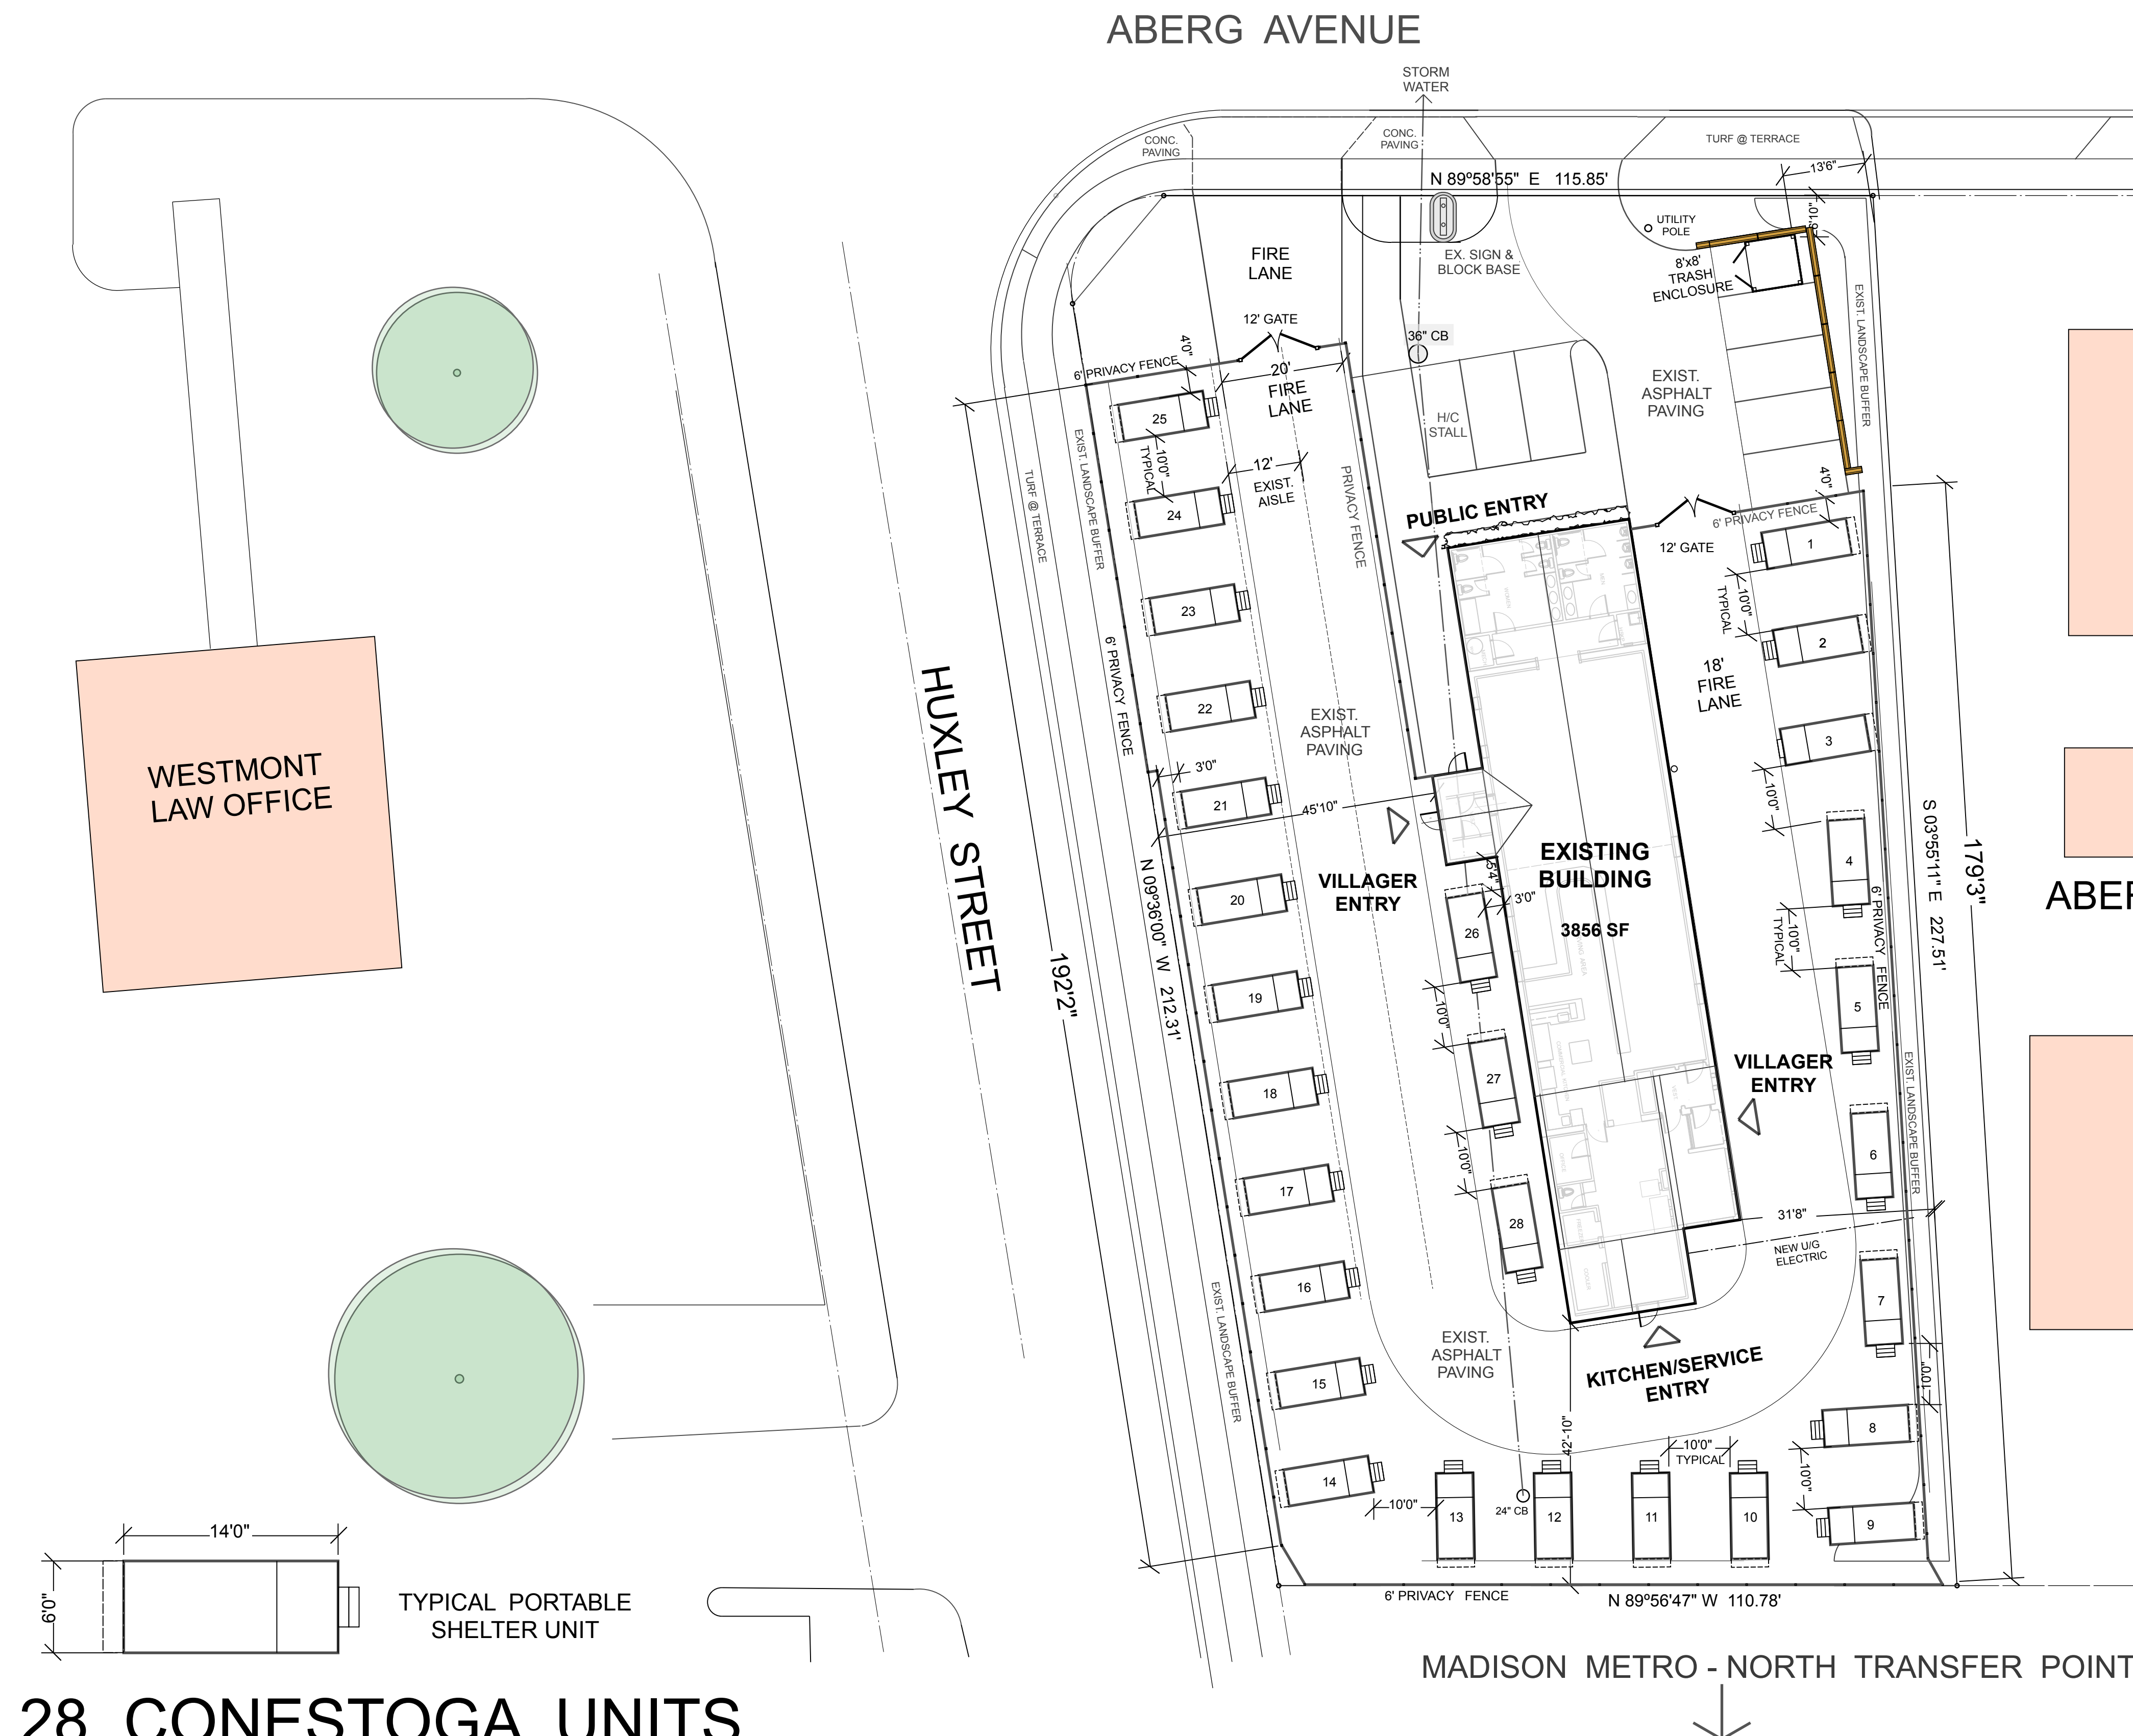 ABERG AVENUE
STORM
WATER
CONC.
PAVING
CONC.
PAVING
TURF @ TERRACE
N 89°58'55" E 115.85'
13'6"
6'10"
UTILITY
POLE
FIRE
LANE
EX. SIGN &
BLOCK BASE
8'x8'
TRASH
ENCLOSURE
EXIST. LANDSCAPE BUFFER
12' GATE
36" CB
6' PRIVACY FENCE
4'0"
20'
FIRE
LANE
25
H/C
STALL
EXIST.
ASPHALT
PAVING
10'0"
TYPICAL
12'
EXIST.
AISLE
EXIST. LANDSCAPE BUFFER
TURF @ TERRACE
PRIVACY FENCE
24
PUBLIC ENTRY
4'0"
6' PRIVACY FENCE
12' GATE
1
10'0"
TYPICAL
WOMEN
MEN
23
2
6' PRIVACY FENCE
18'
FIRE
LANE
22
EXIST.
ASPHALT
PAVING
3
WESTMONT
LAW OFFICE
HUXLEY STREET
3'0"
21
45'10"
10'0"
S 03°55'11" E 227.51'
179'3"
EXISTING
BUILDING
3856 SF
4
6' PRIVACY FENCE
ABER
VILLAGER
ENTRY
5'4"
3'0"
20
26
N 09°36'00" W 212.31'
192'2"
10'0"
TYPICAL
19
10'0"
5
27
COMMERCIAL KITCHEN
VILLAGER
ENTRY
VEST
EXIST. LANDSCAPE BUFFER
18
10'0"
6
OFFICE
17
28
31'8"
NEW U/G
ELECTRIC
FREEZER
COOLER
16
EXIST. LANDSCAPE BUFFER
7
EXIST.
ASPHALT
PAVING
KITCHEN/SERVICE
ENTRY
10'0"
15
8
42'-10"
10'0"
TYPICAL
10'0"
14
10'0"
24" CB
13
12
11
10
9
14'0"
6'0"
TYPICAL PORTABLE
SHELTER UNIT
6' PRIVACY FENCE
N 89°56'47" W 110.78'
MADISON METRO - NORTH TRANSFER POINT
28 CONESTOGA UNITS